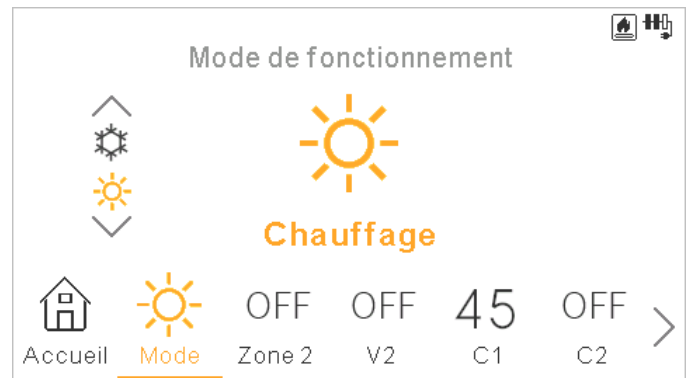 Mode de fonctionnement
Chauffage
OFF OFF 45 OFF
Accueil Mode Zone 2 V2 C1 C2